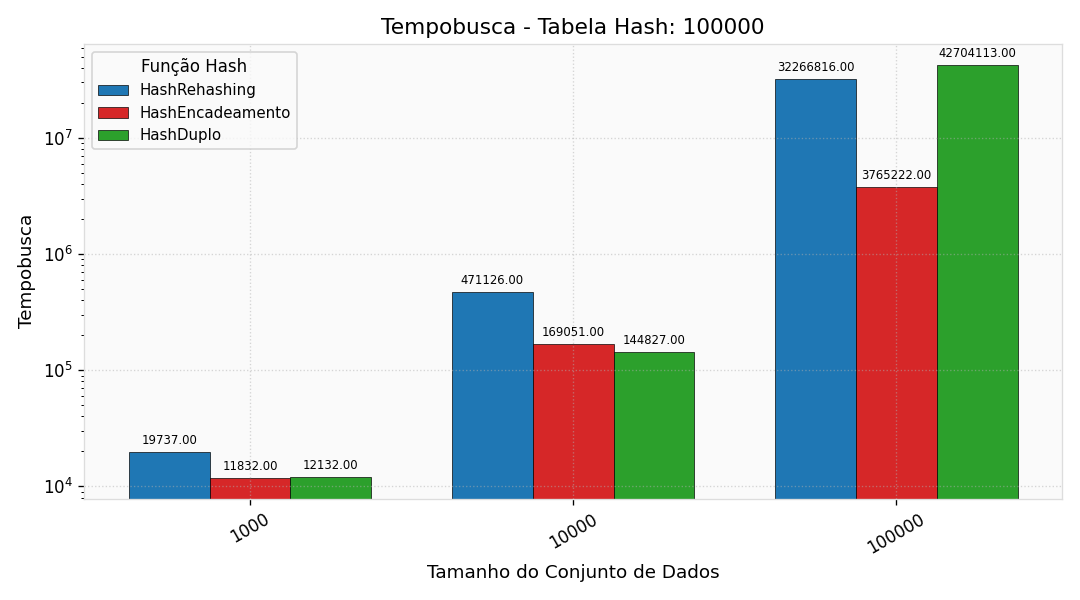 Tempobusca - Tabela Hash: 100000
Função Hash
HashRehashing
HashEncadeamento
HashDuplo
Tempobusca
10⁷
10⁶
10⁵
10⁴
19737.00
11832.00
12132.00
471126.00
169051.00
144827.00
32266816.00
3765222.00
42704113.00
1000
10000
100000
Tamanho do Conjunto de Dados